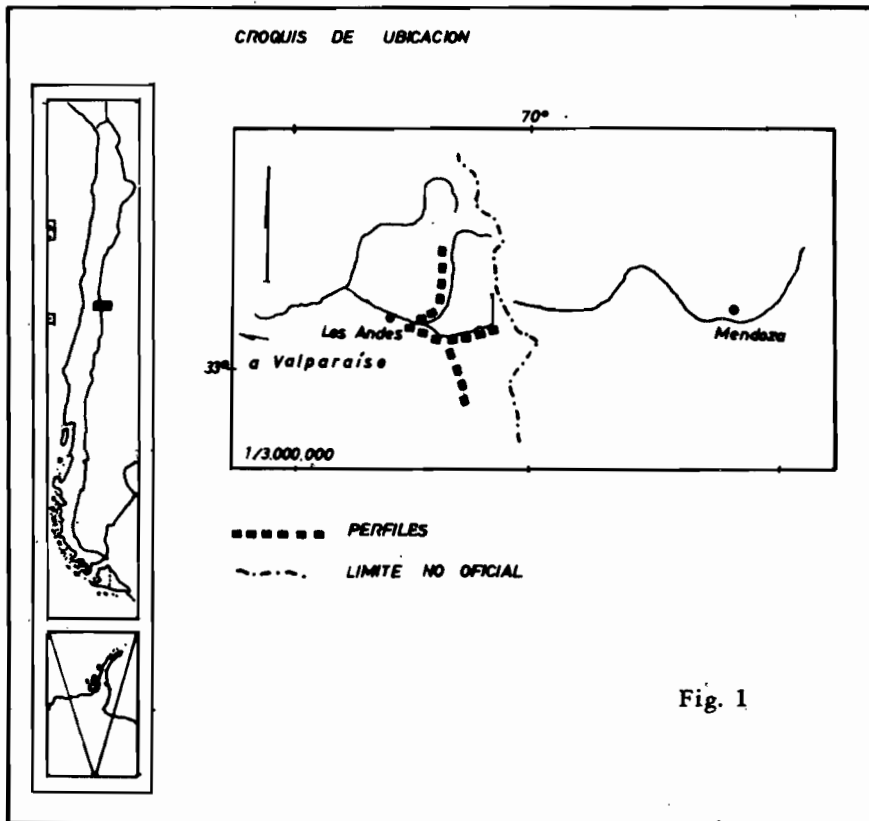 CROQUIS DE UBICACION
70°
Los Andes
Mendoza
33°
a Valparaíso
1/3.000.000
PERFILES
LIMITE NO OFICIAL
Fig. 1